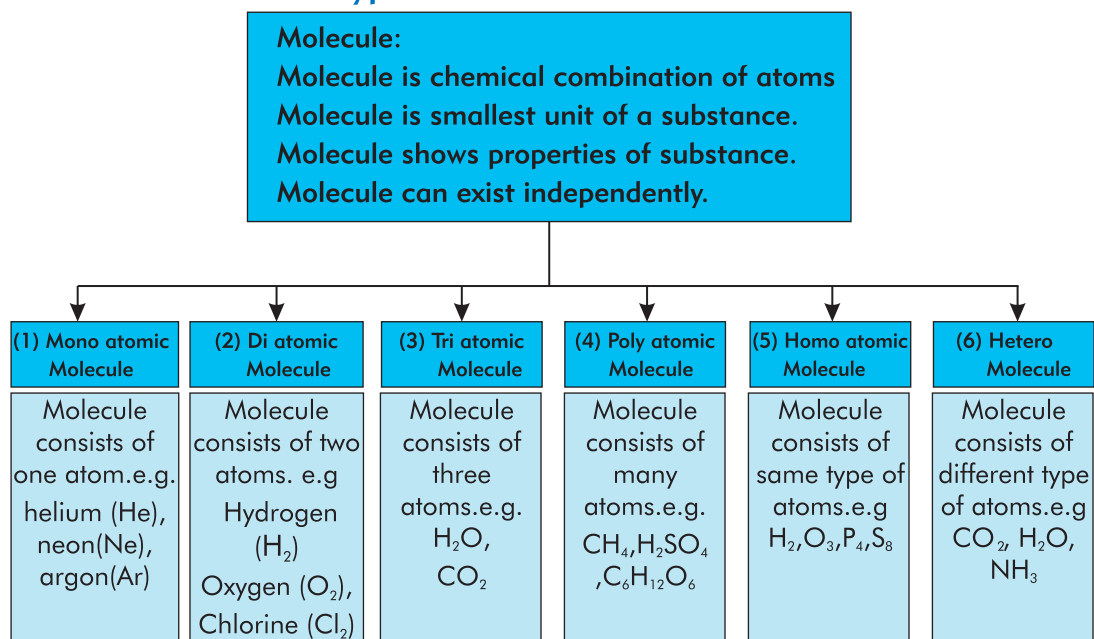 Molecule:
Molecule is chemical combination of atoms
Molecule is smallest unit of a substance.
Molecule shows properties of substance.
Molecule can exist independently.
(1) Mono atomic
Molecule
Molecule
consists of
one atom.e.g.
helium (He),
neon(Ne),
argon(Ar)
(2) Di atomic
Molecule
Molecule
consists of two
atoms. e.g
Hydrogen
(H₂)
Oxygen (O₂),
Chlorine (Cl₂)
(3) Tri atomic
Molecule
Molecule
consists of
three
atoms.e.g.
H₂O,
CO₂
(4) Poly atomic
Molecule
Molecule
consists of
many
atoms.e.g.
CH₄,H₂SO₄
,C₆H₁₂O₆
(5) Homo atomic
Molecule
Molecule
consists of
same type of
atoms.e.g
H₂,O₃,P₄,S₈
(6) Hetero
Molecule
Molecule
consists of
different type
of atoms.e.g
CO₂, H₂O,
NH₃